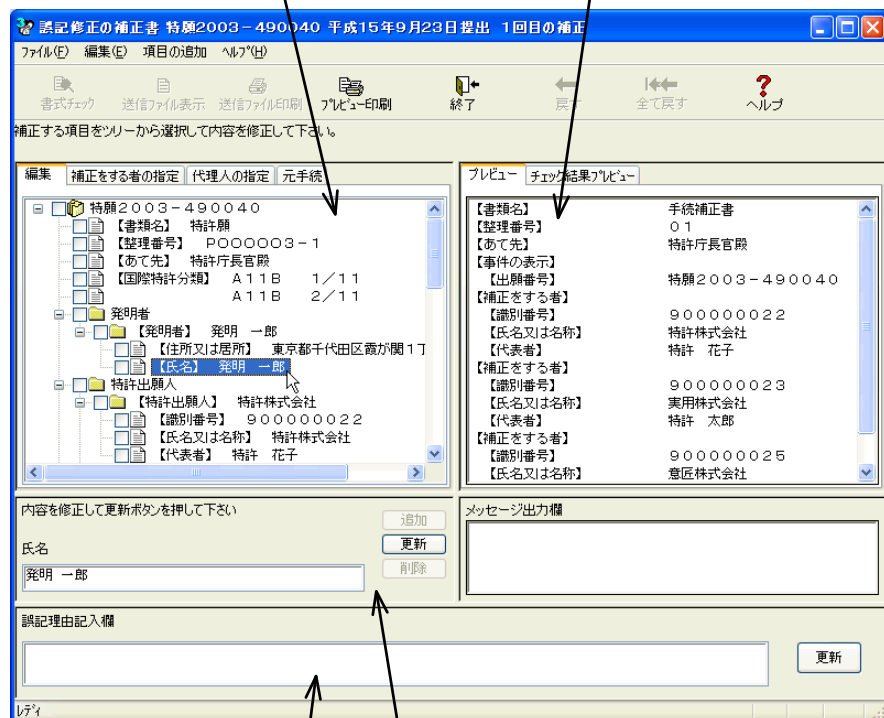 誤記修正の補正書 特願2003-490040 平成15年9月23日提出 1回目の補正
ファイル(F) 編集(E) 項目の追加 ヘルプ(H)
書式チェック 送信ファイル表示 送信ファイル印刷 プレビュー印刷 終了 戻す 全て戻す ヘルプ
補正する項目をツリーから選択して内容を修正して下さい。
編集 補正をする者の指定 代理人の指定 元手続
特願2003-490040
【書類名】 特許願
【整理番号】 P000003-1
【あて先】 特許庁長官殿
【国際特許分類】 A11B 1/11
A11B 2/11
発明者
【発明者】 発明 一郎
【住所又は居所】 東京都千代田区霞が関1丁
【氏名】 発明 一郎
特許出願人
【特許出願人】 特許株式会社
【識別番号】 900000022
【氏名又は名称】 特許株式会社
【代表者】 特許 花子
プレビュー チェック結果プレビュー
【書類名】 手続補正書
【整理番号】 01
【あて先】 特許庁長官殿
【事件の表示】
【出願番号】 特願2003-490040
【補正をする者】
【識別番号】 900000022
【氏名又は名称】 特許株式会社
【代表者】 特許 花子
【補正をする者】
【識別番号】 900000023
【氏名又は名称】 実用株式会社
【代表者】 特許 太郎
【補正をする者】
【識別番号】 900000025
【氏名又は名称】 意匠株式会社
内容を修正して更新ボタンを押して下さい
追加
氏名
更新
発明 一郎
削除
メッセージ出力欄
誤記理由記入欄
更新
レディ